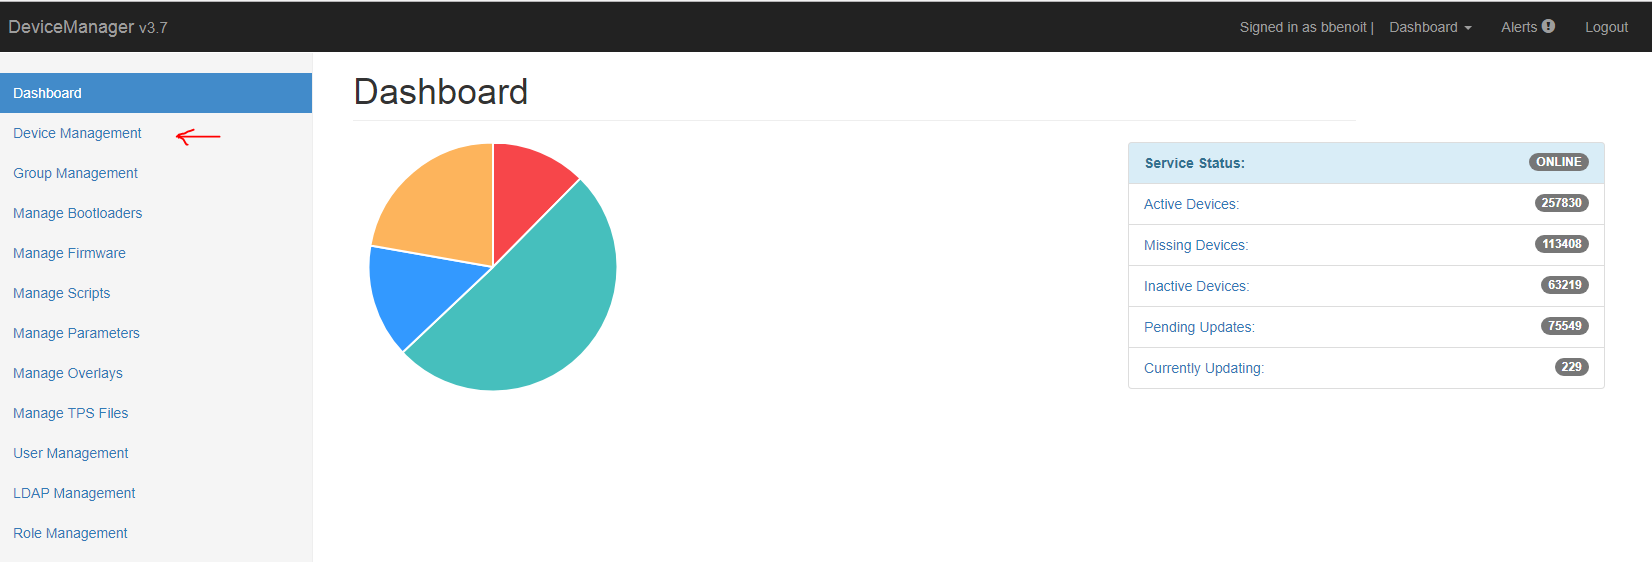 DeviceManager v3.7
Signed in as bbenoit | Dashboard Alerts Logout
Dashboard
Device Management
Group Management
Manage Bootloaders
Manage Firmware
Manage Scripts
Manage Parameters
Manage Overlays
Manage TPS Files
User Management
LDAP Management
Role Management
Dashboard
Service Status: ONLINE
Active Devices: 257830
Missing Devices: 113408
Inactive Devices: 63219
Pending Updates: 75549
Currently Updating: 229